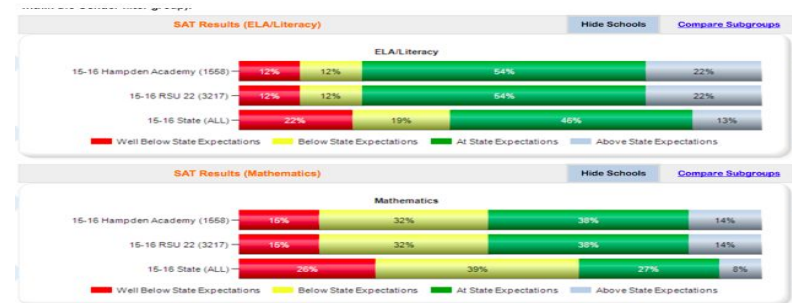 SAT Results (ELA/Literacy) Hide Schools Compare Subgroups
ELA/Literacy
15-16 Hampden Academy (1558) 12% 12% 54% 22%
15-16 RSU 22 (3217) 12% 12% 54% 22%
15-16 State (ALL) 22% 19% 46% 13%
Well Below State Expectations Below State Expectations At State Expectations Above State Expectations
SAT Results (Mathematics) Hide Schools Compare Subgroups
Mathematics
15-16 Hampden Academy (1558) 15% 32% 38% 14%
15-16 RSU 22 (3217) 15% 32% 38% 14%
15-16 State (ALL) 26% 39% 27% 8%
Well Below State Expectations Below State Expectations At State Expectations Above State Expectations